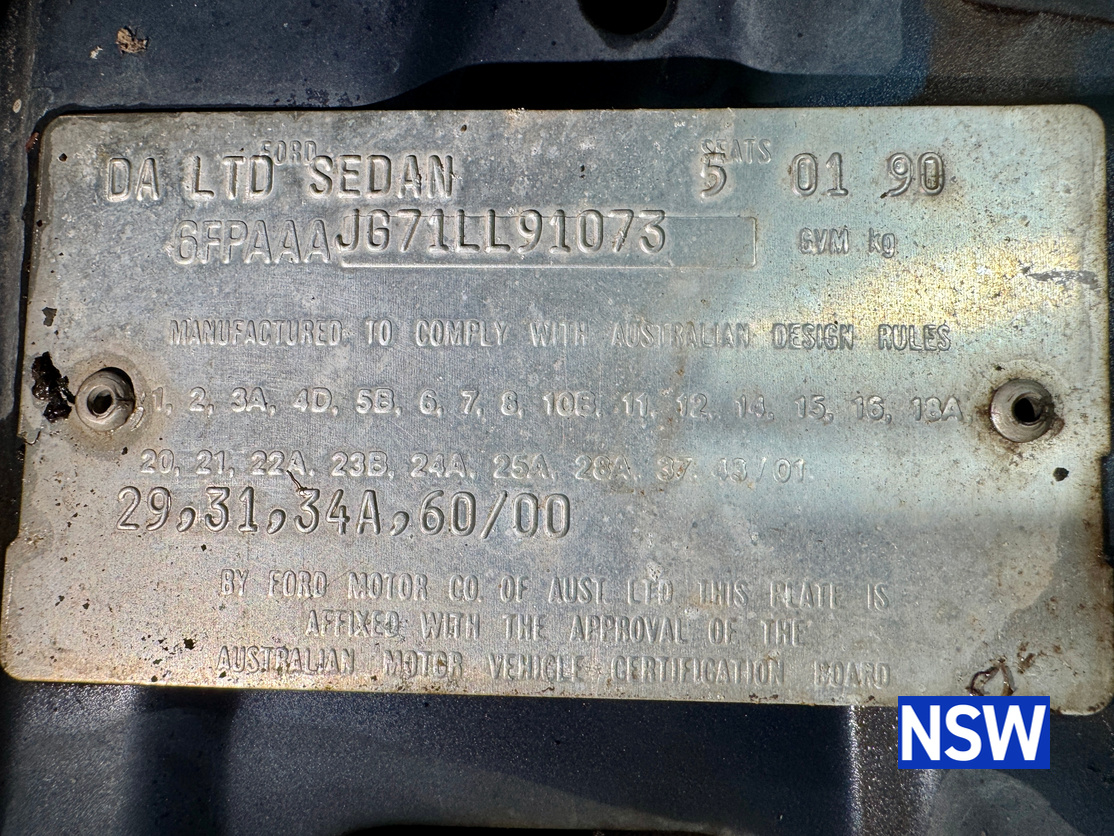 FORD SEATS
DA LTD SEDAN 5 01 90
6FPAAAJG71LL91073 GVM kg
MANUFACTURED TO COMPLY WITH AUSTRALIAN DESIGN RULES
1, 2, 3A, 4D, 5B, 6, 7, 8, 10B, 11, 12, 14, 15, 16, 18A
20, 21, 22A, 23B, 24A, 25A, 28A, 37, 43/01.
29,31,34A,60/00
BY FORD MOTOR CO. OF AUST LTD THIS PLATE IS
AFFIXED WITH THE APPROVAL OF THE
AUSTRALIAN MOTOR VEHICLE CERTIFICATION BOARD
NSW